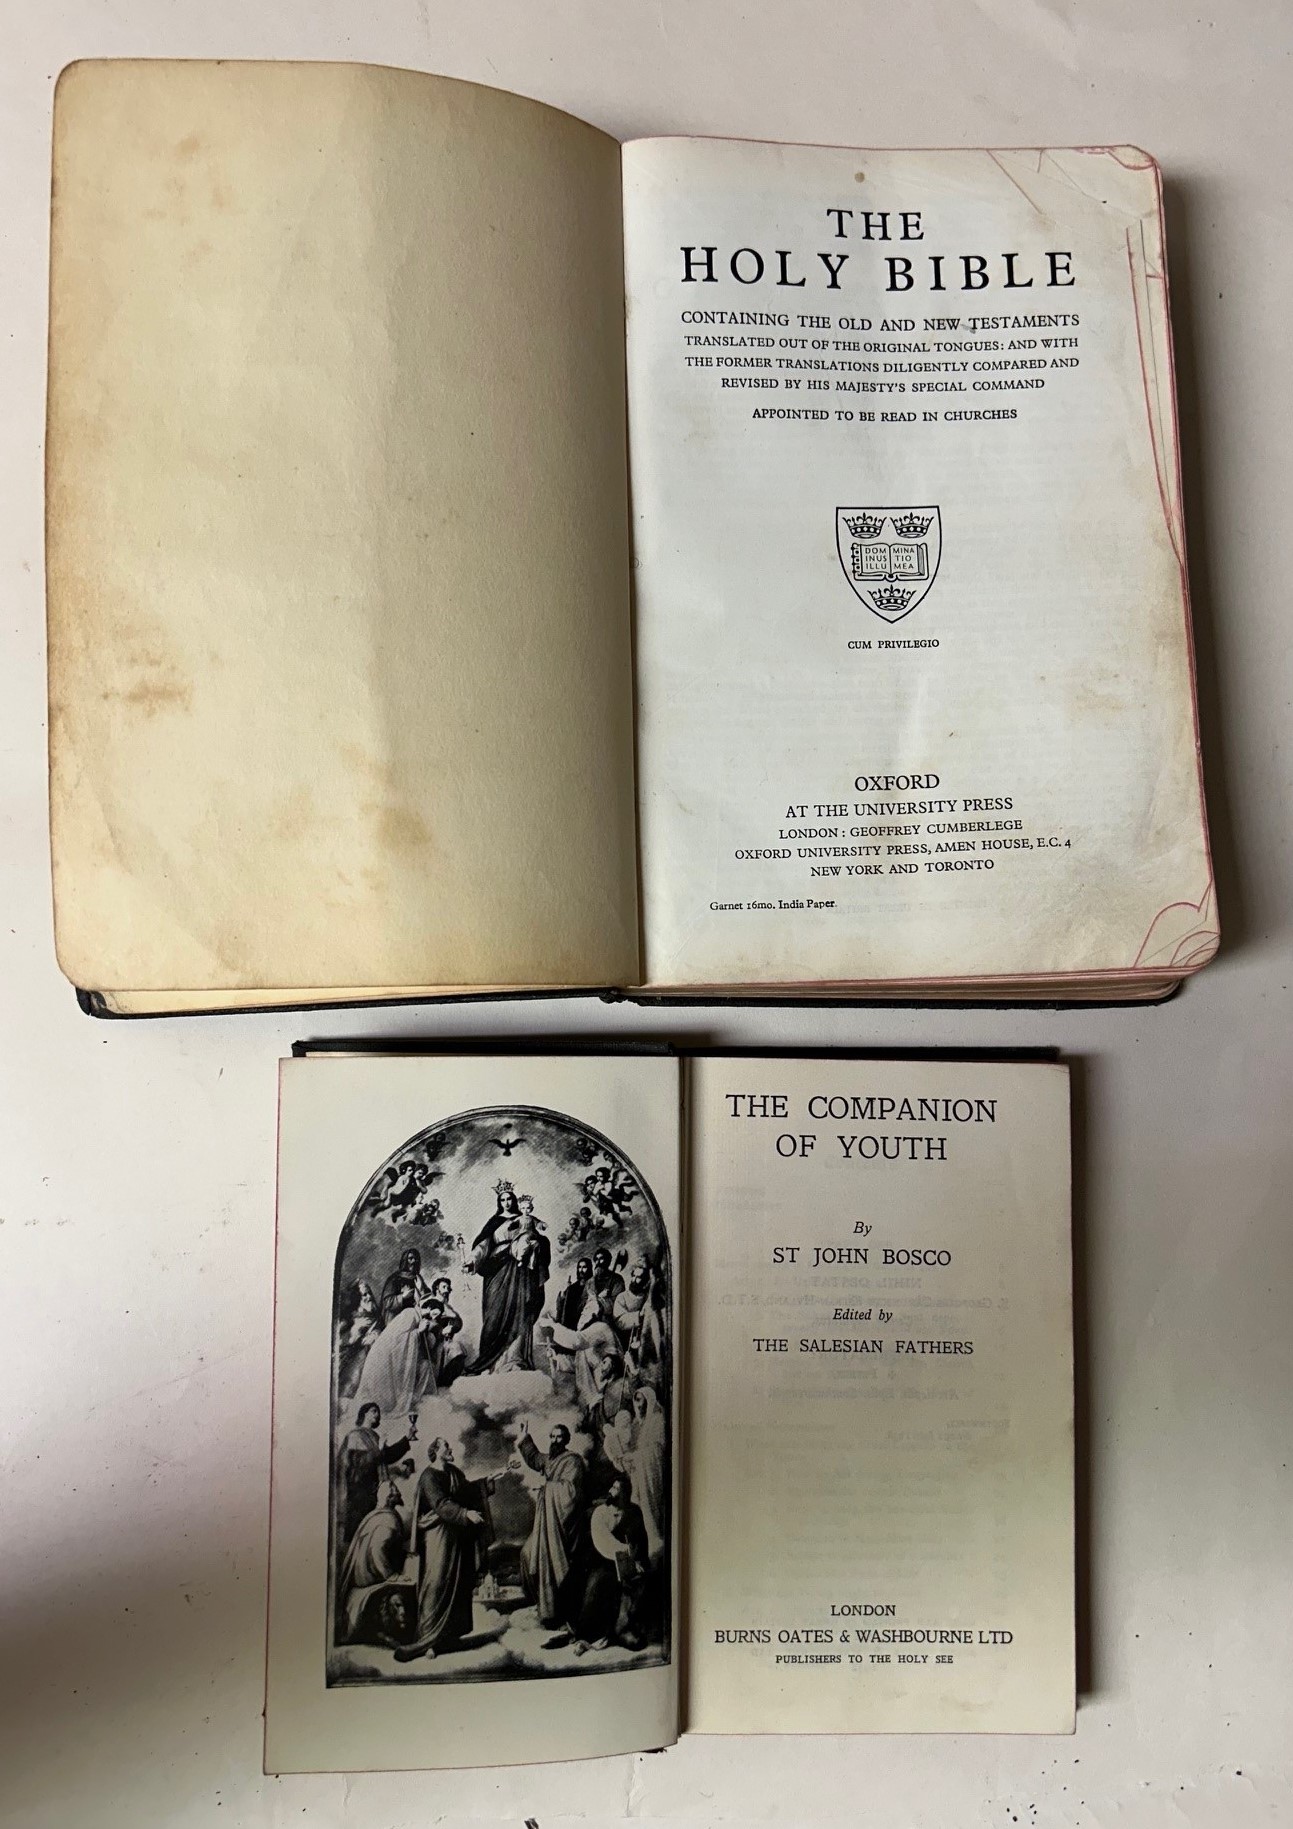 THE
HOLY BIBLE
CONTAINING THE OLD AND NEW TESTAMENTS
TRANSLATED OUT OF THE ORIGINAL TONGUES: AND WITH
THE FORMER TRANSLATIONS DILIGENTLY COMPARED AND
REVISED BY HIS MAJESTY'S SPECIAL COMMAND
APPOINTED TO BE READ IN CHURCHES
DOM MINA
INUS TIO
ILLU MEA
CUM PRIVILEGIO
OXFORD
AT THE UNIVERSITY PRESS
LONDON: GEOFFREY CUMBERLEGE
OXFORD UNIVERSITY PRESS, AMEN HOUSE, E.C. 4
NEW YORK AND TORONTO
Garnet 16mo. India Paper.
THE COMPANION
OF YOUTH
By
ST JOHN BOSCO
Edited by
THE SALESIAN FATHERS
LONDON
BURNS OATES & WASHBOURNE LTD
PUBLISHERS TO THE HOLY SEE